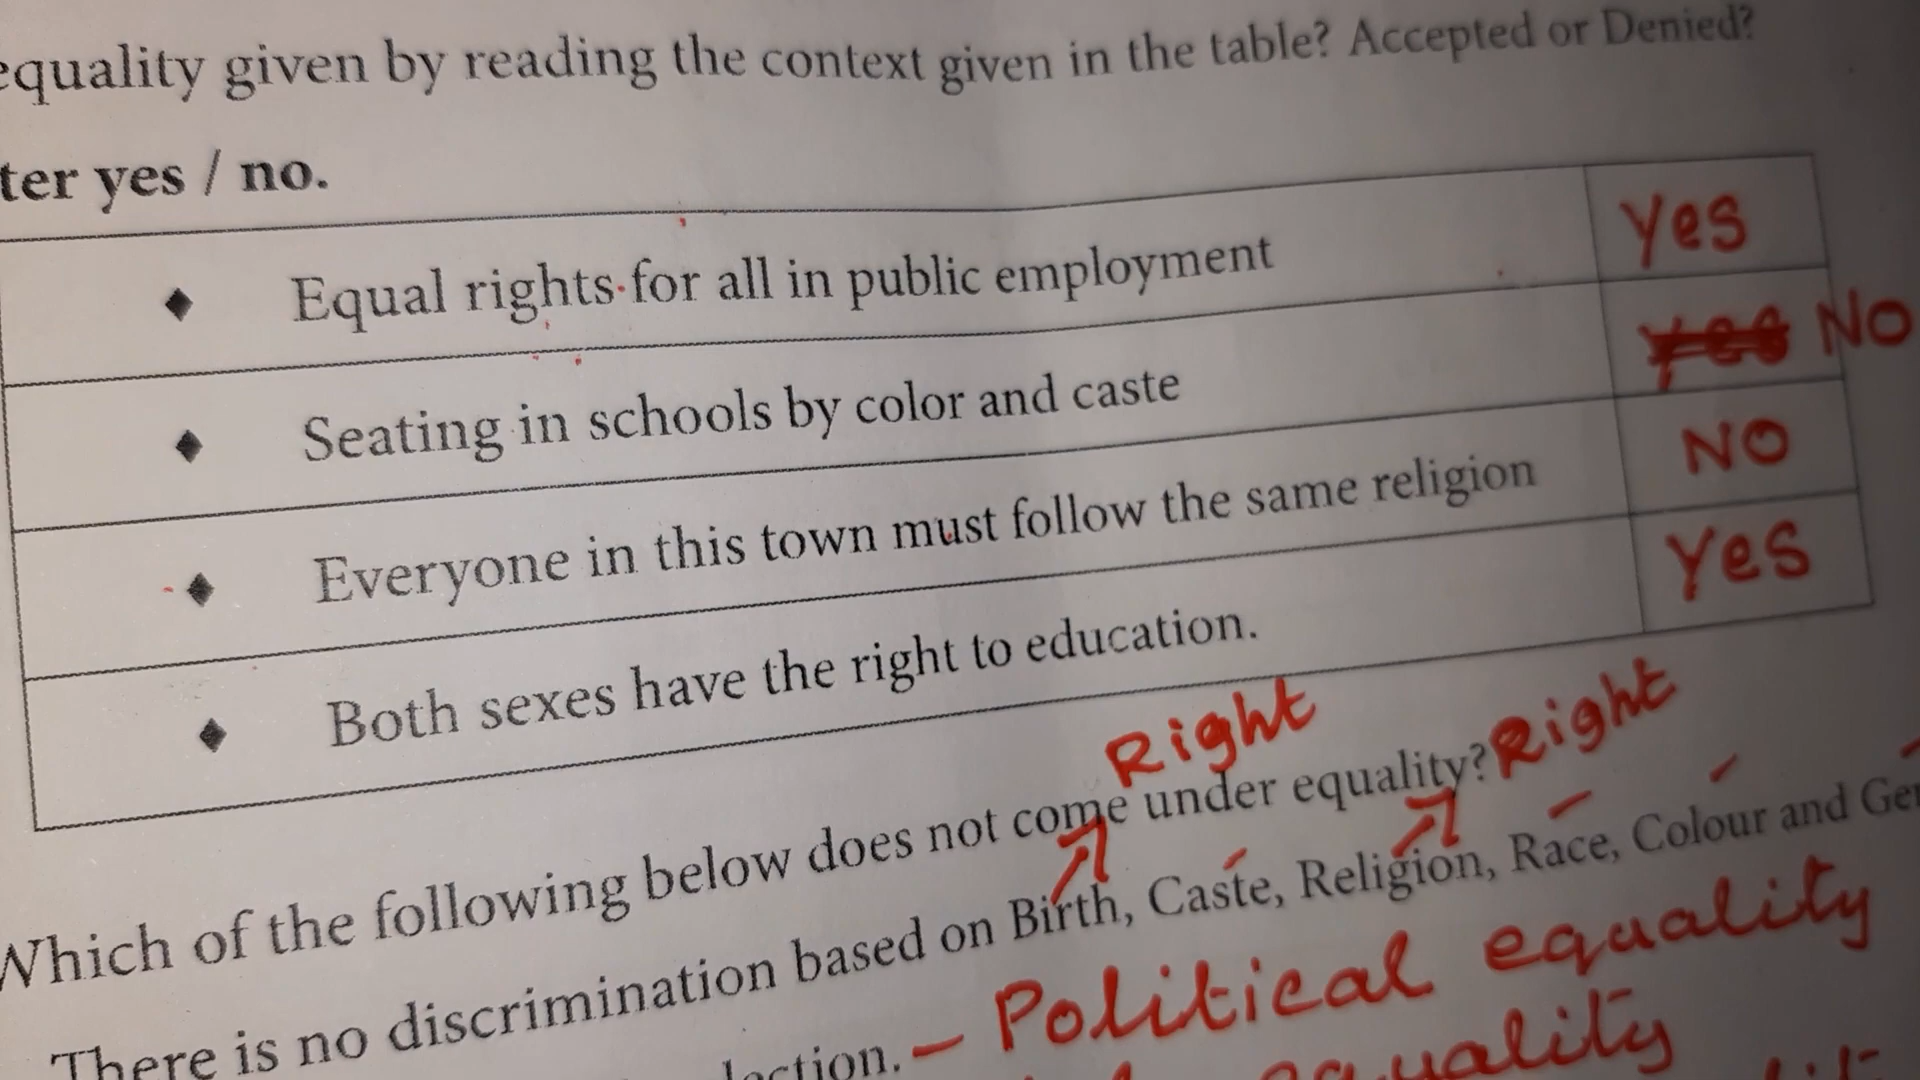 equality given by reading the context given in the table? Accepted or Denied?
ter yes / no.
Equal rights for all in public employment Yes
Seating in schools by color and caste Yes NO
Everyone in this town must follow the same religion NO
Both sexes have the right to education. Yes
Right Right
Which of the following below does not come under equality?
There is no discrimination based on Birth, Caste, Religion, Race, Colour and
Political equality
equality